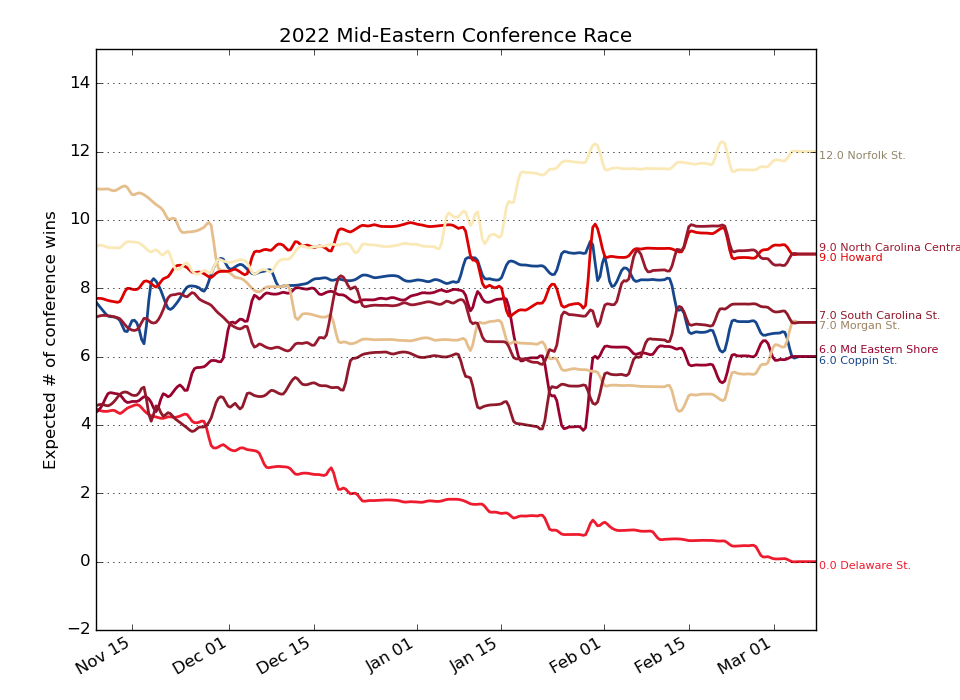 2022 Mid-Eastern Conference Race
Expected # of conference wins
14
12
10
8
6
4
2
0
−2
Nov 15
Dec 01
Dec 15
Jan 01
Jan 15
Feb 01
Feb 15
Mar 01
12.0 Norfolk St.
9.0 North Carolina Centra
9.0 Howard
7.0 South Carolina St.
7.0 Morgan St.
6.0 Md Eastern Shore
6.0 Coppin St.
0.0 Delaware St.